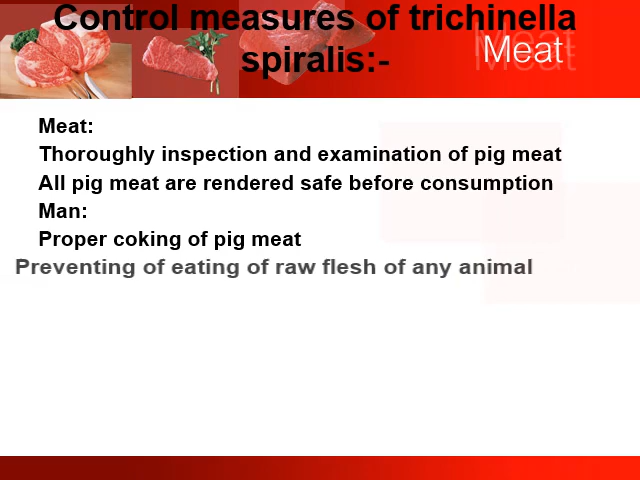 Control measures of trichinella
spiralis:-
Meat
Meat:
Thoroughly inspection and examination of pig meat
All pig meat are rendered safe before consumption
Man:
Proper coking of pig meat
Preventing of eating of raw flesh of any animal